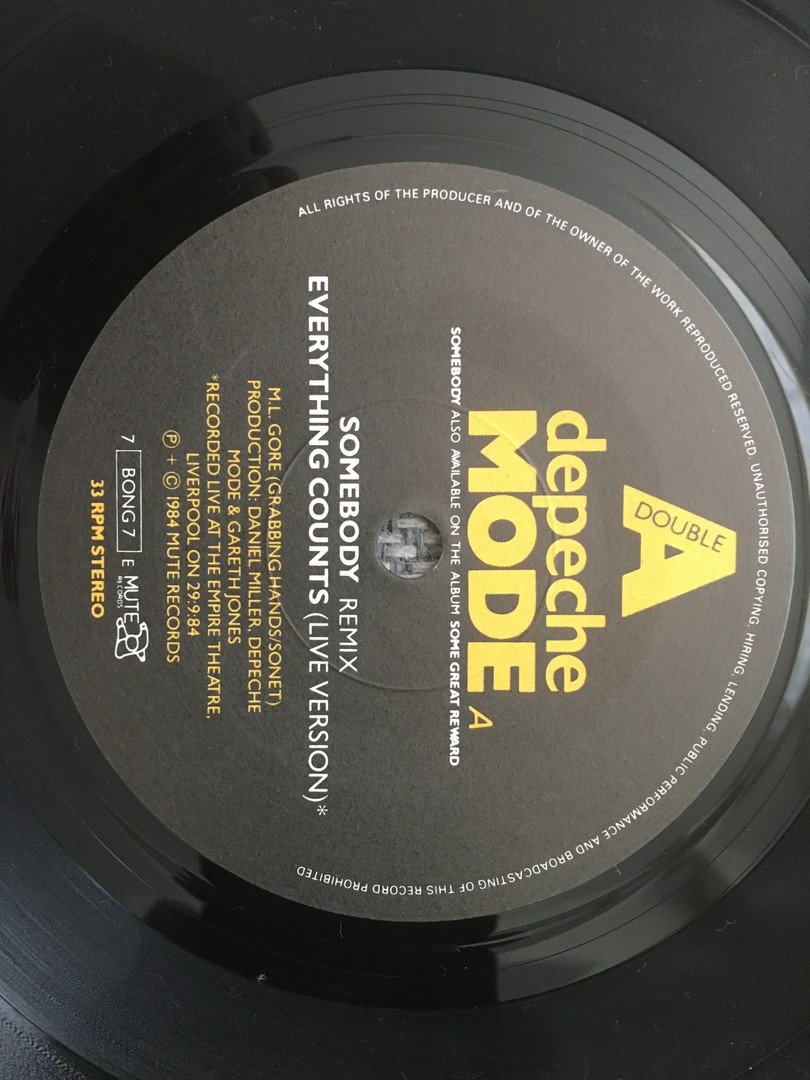 ALL RIGHTS OF THE PRODUCER AND OF THE OWNER OF THE WORK REPRODUCED RESERVED. UNAUTHORISED COPYING, HIRING, LENDING, PUBLIC PERFORMANCE AND BROADCASTING OF THIS RECORD PROHIBITED
DOUBLE
A
depeche
MODE A
SOMEBODY ALSO AVAILABLE ON THE ALBUM SOME GREAT REWARD
SOMEBODY REMIX
EVERYTHING COUNTS (LIVE VERSION)*
M.L. GORE (GRABBING HANDS/SONET)
PRODUCTION: DANIEL MILLER, DEPECHE
MODE & GARETH JONES
*RECORDED LIVE AT THE EMPIRE THEATRE,
LIVERPOOL ON 29:9:84
Ⓟ + © 1984 MUTE RECORDS
7 BONG 7 E MUTE
RECORDS
33 RPM STEREO